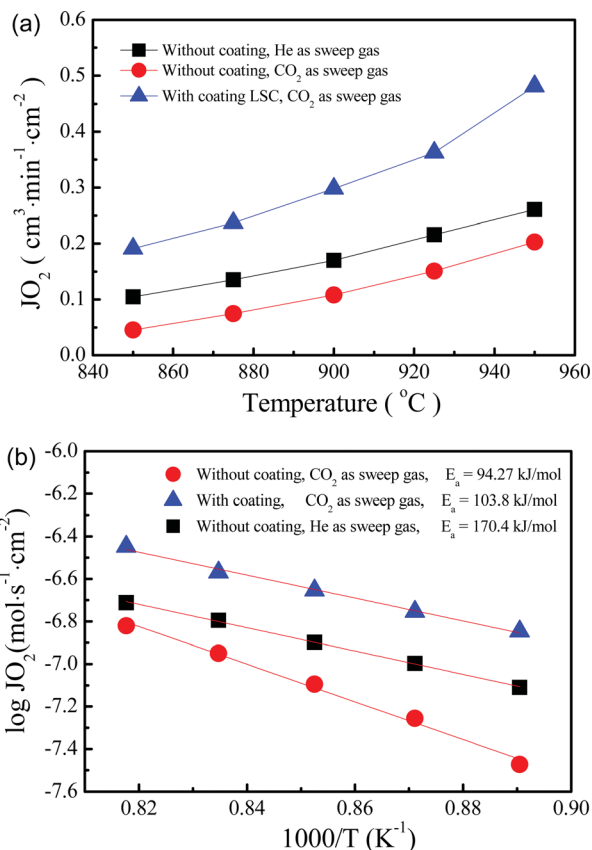 (a)
0.6
0.5
0.4
0.3
0.2
0.1
0.0
JO₂ ( cm³·min⁻¹·cm⁻²)
Without coating, He as sweep gas
Without coating, CO₂ as sweep gas
With coating LSC, CO₂ as sweep gas
840 860 880 900 920 940 960
Temperature ( °C)
(b)
-6.0
-6.2
-6.4
-6.6
-6.8
-7.0
-7.2
-7.4
-7.6
log JO₂(mol·s⁻¹·cm⁻²)
Without coating, CO₂ as sweep gas, Eₐ = 94.27 kJ/mol
With coating, CO₂ as sweep gas, Eₐ = 103.8 kJ/mol
Without coating, He as sweep gas, Eₐ = 170.4 kJ/mol
0.82 0.84 0.86 0.88 0.90
1000/T (K⁻¹)